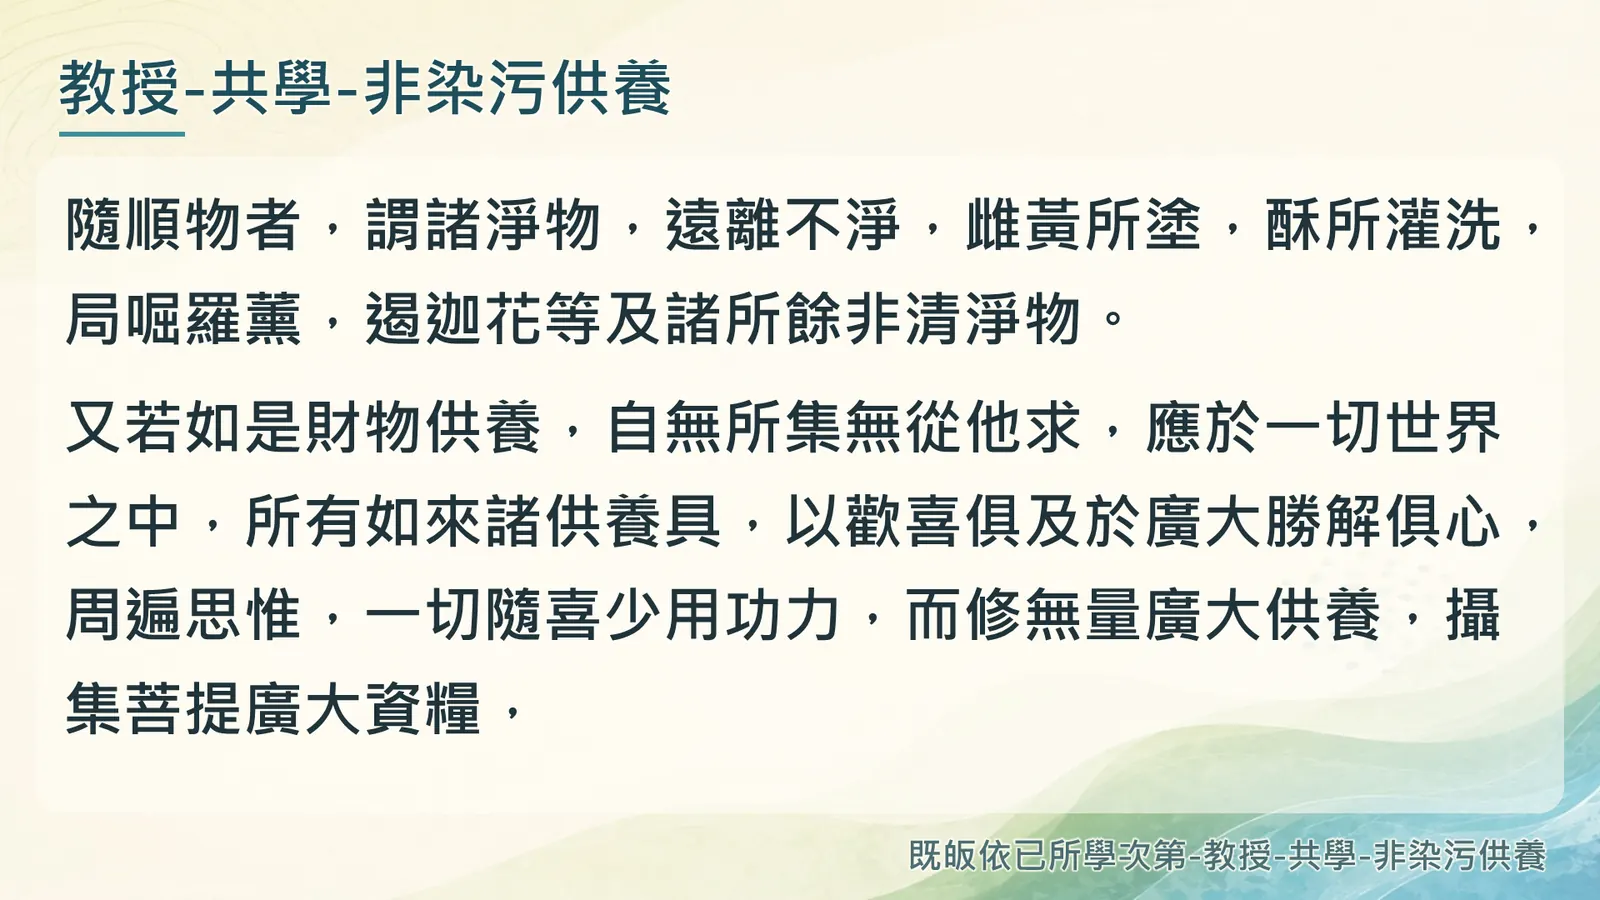 教授-共學-非染污供養
隨順物者，謂諸淨物，遠離不淨，雌黃所塗，酥所灌洗，
局崛羅薰，遏迦花等及諸所餘非清淨物。
又若如是財物供養，自無所集無從他求，應於一切世界
之中，所有如來諸供養具，以歡喜俱及於廣大勝解俱心，
周遍思惟，一切隨喜少用功力，而修無量廣大供養，攝
集菩提廣大資糧，
既皈依已所學次第-教授-共學-非染污供養